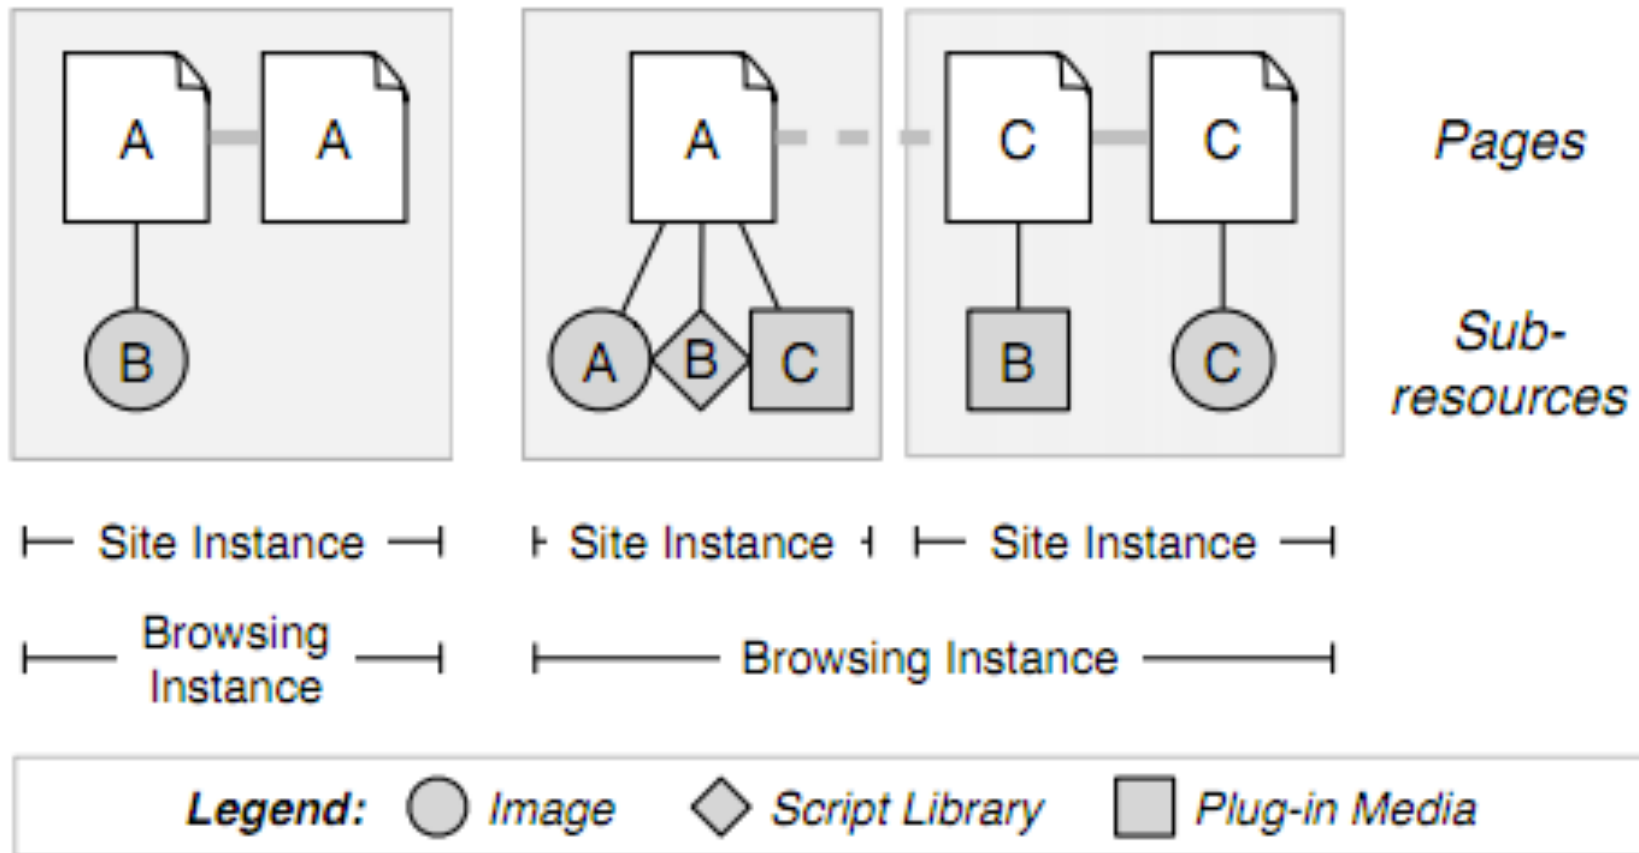 A A A C C Pages
B A B C B C Sub-
resources
Site Instance Site Instance Site Instance
Browsing
Instance
Browsing Instance
Legend: Image Script Library Plug-in Media